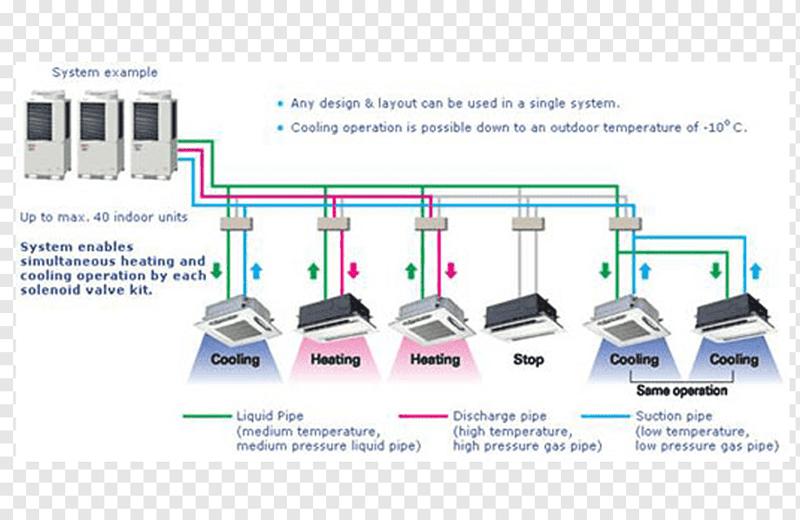 System example
• Any design & layout can be used in a single system.
• Cooling operation is possible down to an outdoor temperature of -10°C.
Up to max. 40 indoor units
System enables
simultaneous heating and
cooling operation by each
solenoid valve kit.
Cooling
Heating
Heating
Stop
Cooling
Cooling
Same operation
Liquid Pipe
(medium temperature,
medium pressure liquid pipe)
Discharge pipe
(high temperature,
high pressure gas pipe)
Suction pipe
(low temperature,
low pressure gas pipe)